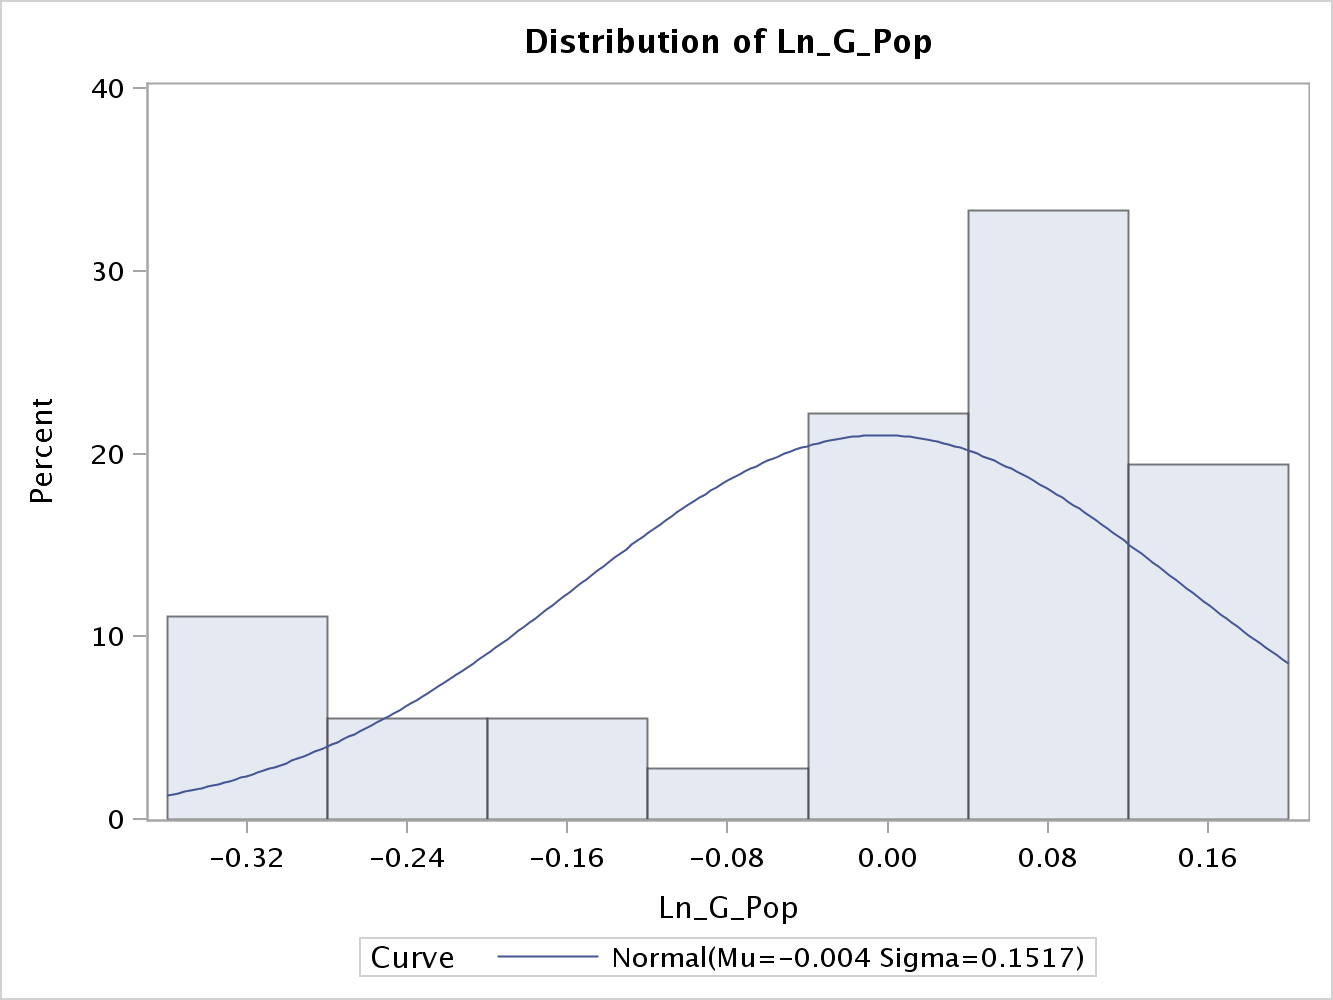 Distribution of Ln_G_Pop
40
30
20
10
0
Percent
-0.32 -0.24 -0.16 -0.08 0.00 0.08 0.16
Ln_G_Pop
Curve Normal(Mu=-0.004 Sigma=0.1517)